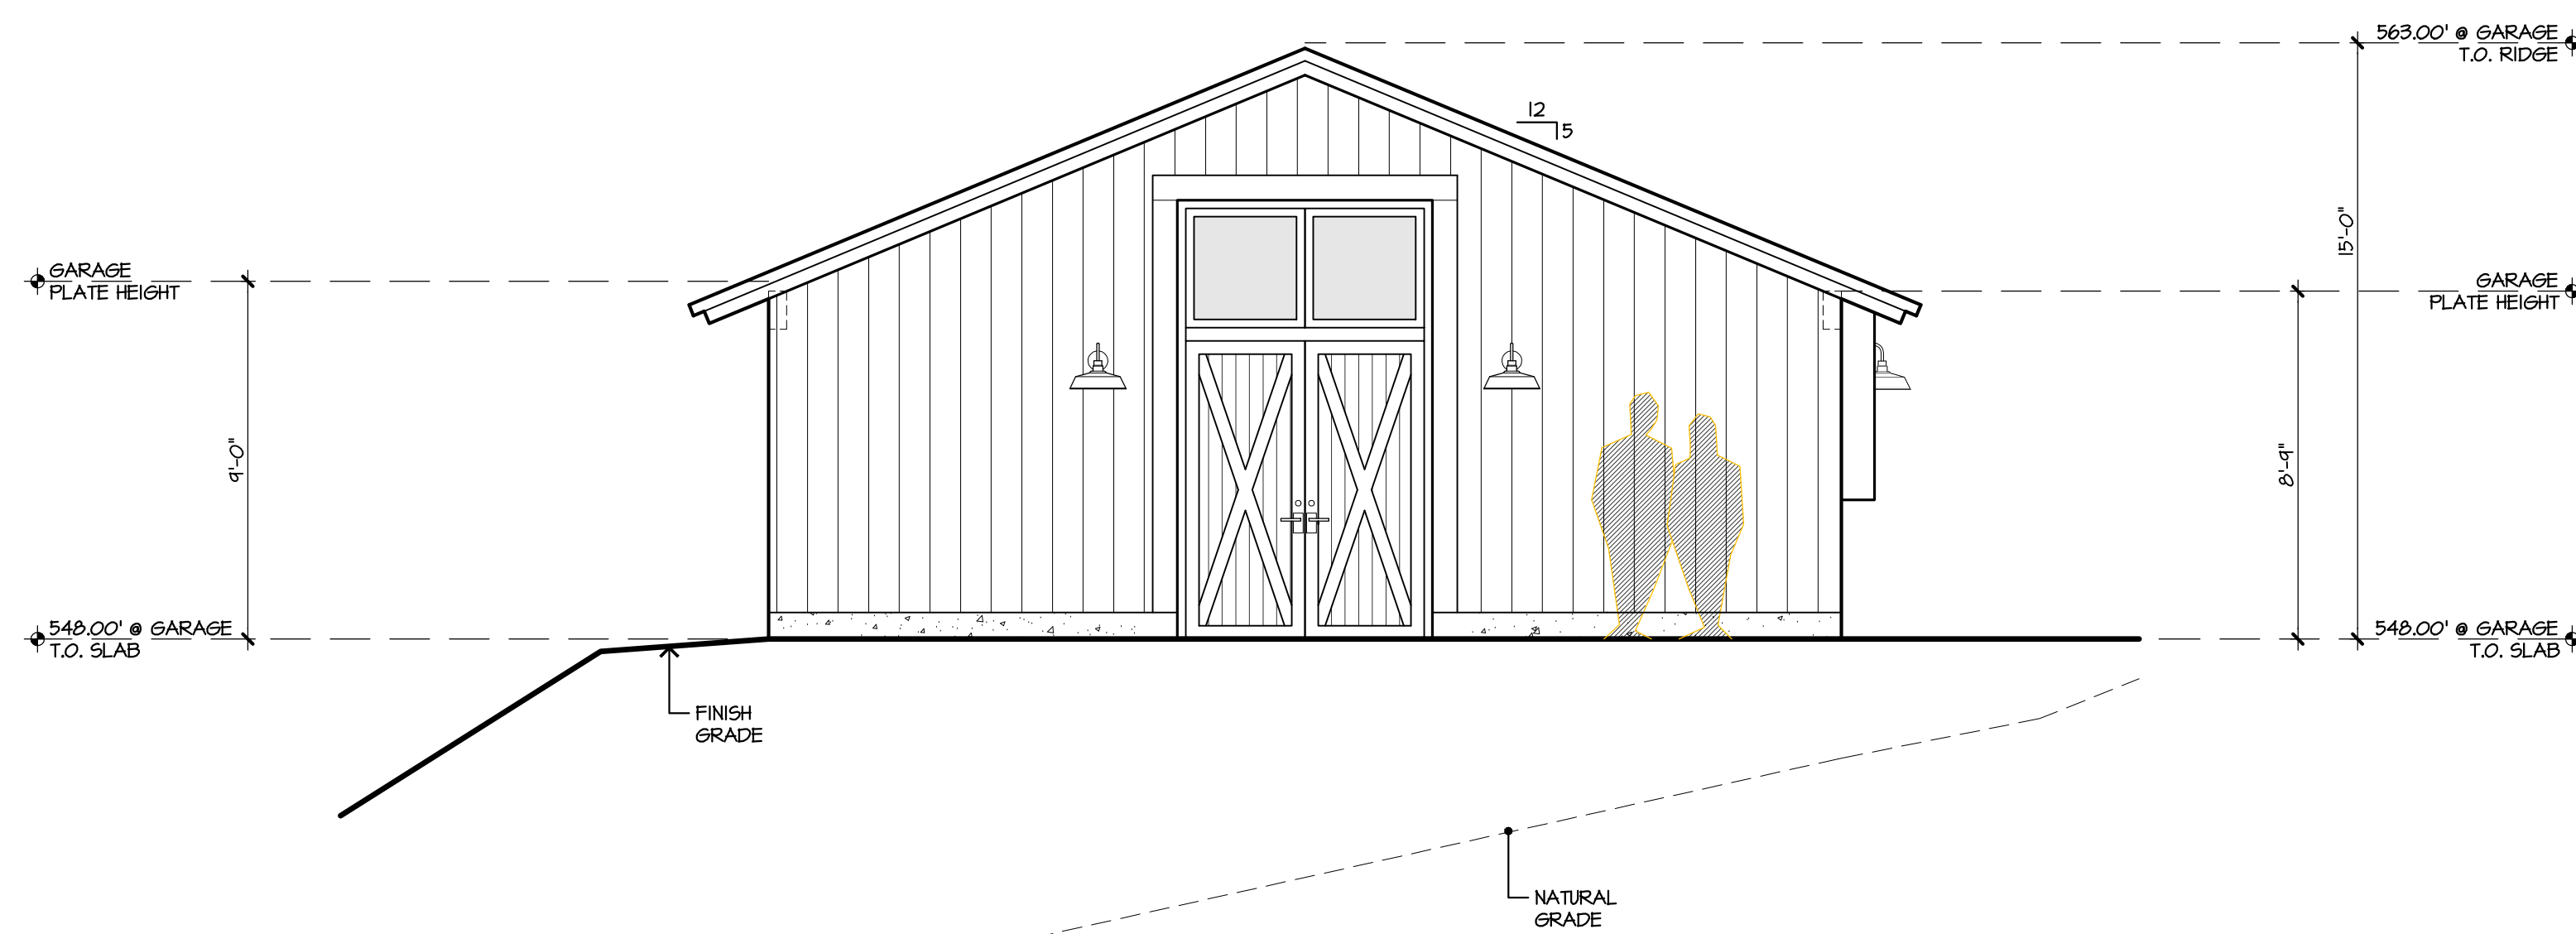 563.00' @ GARAGE
T.O. RIDGE
12
5
15'-0"
GARAGE
PLATE HEIGHT
GARAGE
PLATE HEIGHT
9'-0"
8'-9"
548.00' @ GARAGE
T.O. SLAB
548.00' @ GARAGE
T.O. SLAB
FINISH
GRADE
NATURAL
GRADE